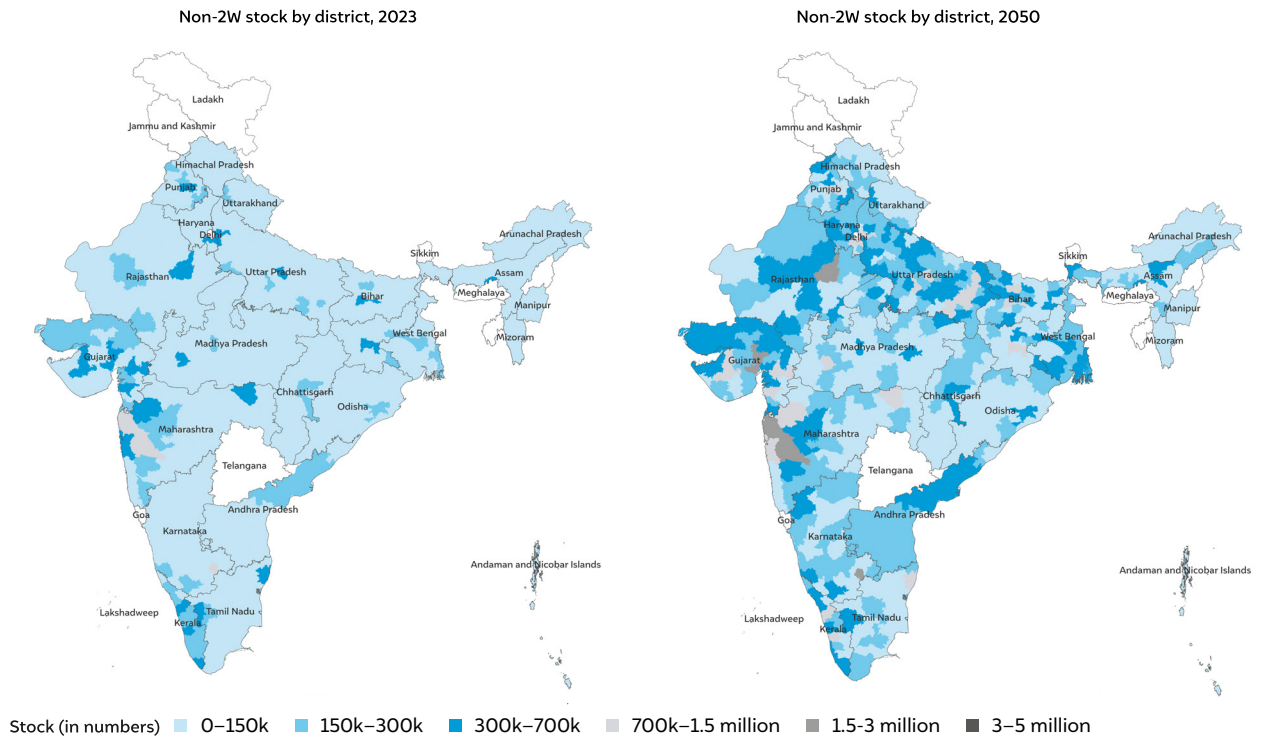 Non-2W stock by district, 2023
Non-2W stock by district, 2050
Ladakh
Jammu and Kashmir
Himachal Pradesh
Punjab
Uttarakhand
Haryana
Delhi
Arunachal Pradesh
Sikkim
Rajasthan
Uttar Pradesh
Assam
Meghalaya
Bihar
Manipur
West Bengal
Mizoram
Madhya Pradesh
Gujarat
Chhattisgarh
Odisha
Maharashtra
Telangana
Andhra Pradesh
Goa
Karnataka
Andaman and Nicobar Islands
Lakshadweep
Tamil Nadu
Kerala
Ladakh
Jammu and Kashmir
Himachal Pradesh
Punjab
Uttarakhand
Haryana
Delhi
Arunachal Pradesh
Sikkim
Rajasthan
Uttar Pradesh
Assam
Meghalaya
Bihar
Manipur
West Bengal
Mizoram
Madhya Pradesh
Gujarat
Chhattisgarh
Odisha
Maharashtra
Telangana
Andhra Pradesh
Goa
Karnataka
Andaman and Nicobar Islands
Lakshadweep
Tamil Nadu
Kerala
Stock (in numbers) 0–150k 150k–300k 300k–700k 700k–1.5 million 1.5-3 million 3–5 million